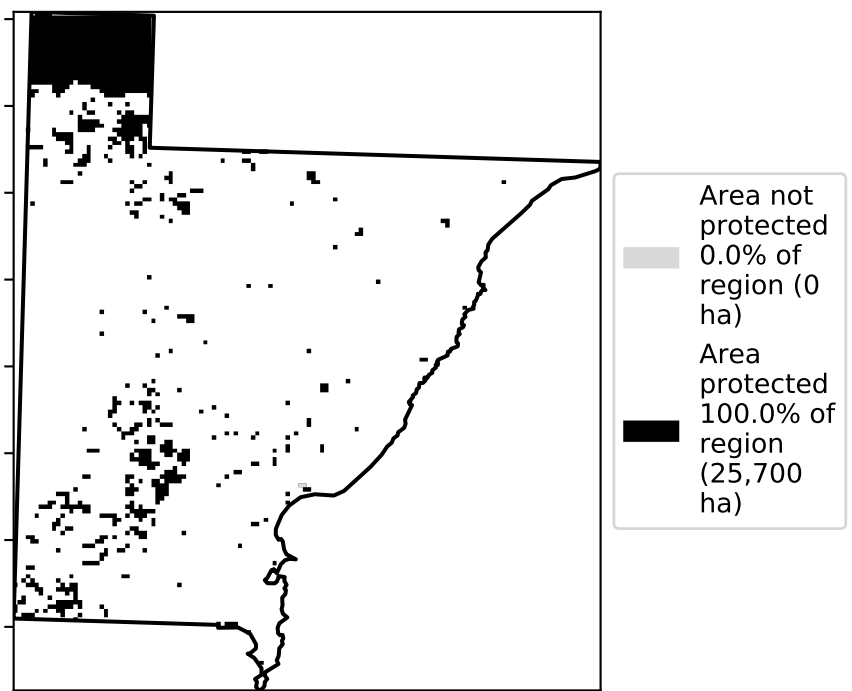 Area not
protected
0.0% of
region (0
ha)
Area
protected
100.0% of
region
(25,700
ha)